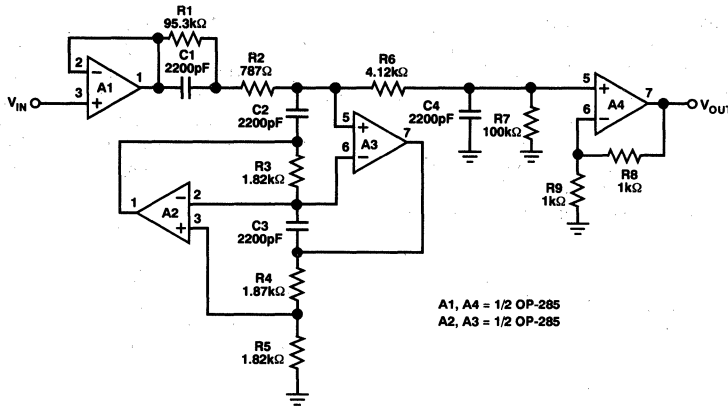 R1
95.3kΩ
C1
2200pF
R2
787Ω
R6
4.12kΩ
2
3
−
+
A1
1
VIN
C2
2200pF
5
6
+
−
A3
7
C4
2200pF
R7
100kΩ
5
6
+
−
A4
7
VOUT
R3
1.82kΩ
R8
1kΩ
R9
1kΩ
1
A2
−
+
2
3
C3
2200pF
R4
1.87kΩ
R5
1.82kΩ
A1, A4 = 1/2 OP-285
A2, A3 = 1/2 OP-285